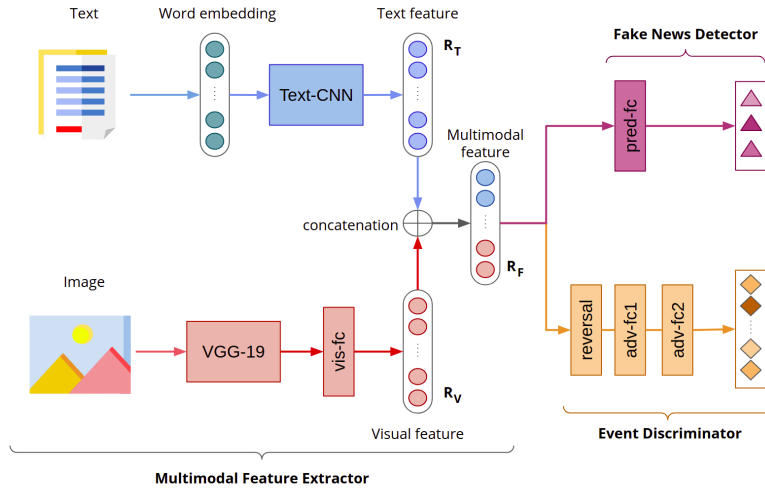 Text
Word embedding
Text feature
Fake News Detector
R_T
Text-CNN
pred-fc
Multimodal
feature
concatenation
R_F
Image
reversal
adv-fc1
adv-fc2
VGG-19
vis-fc
R_V
Visual feature
Event Discriminator
Multimodal Feature Extractor